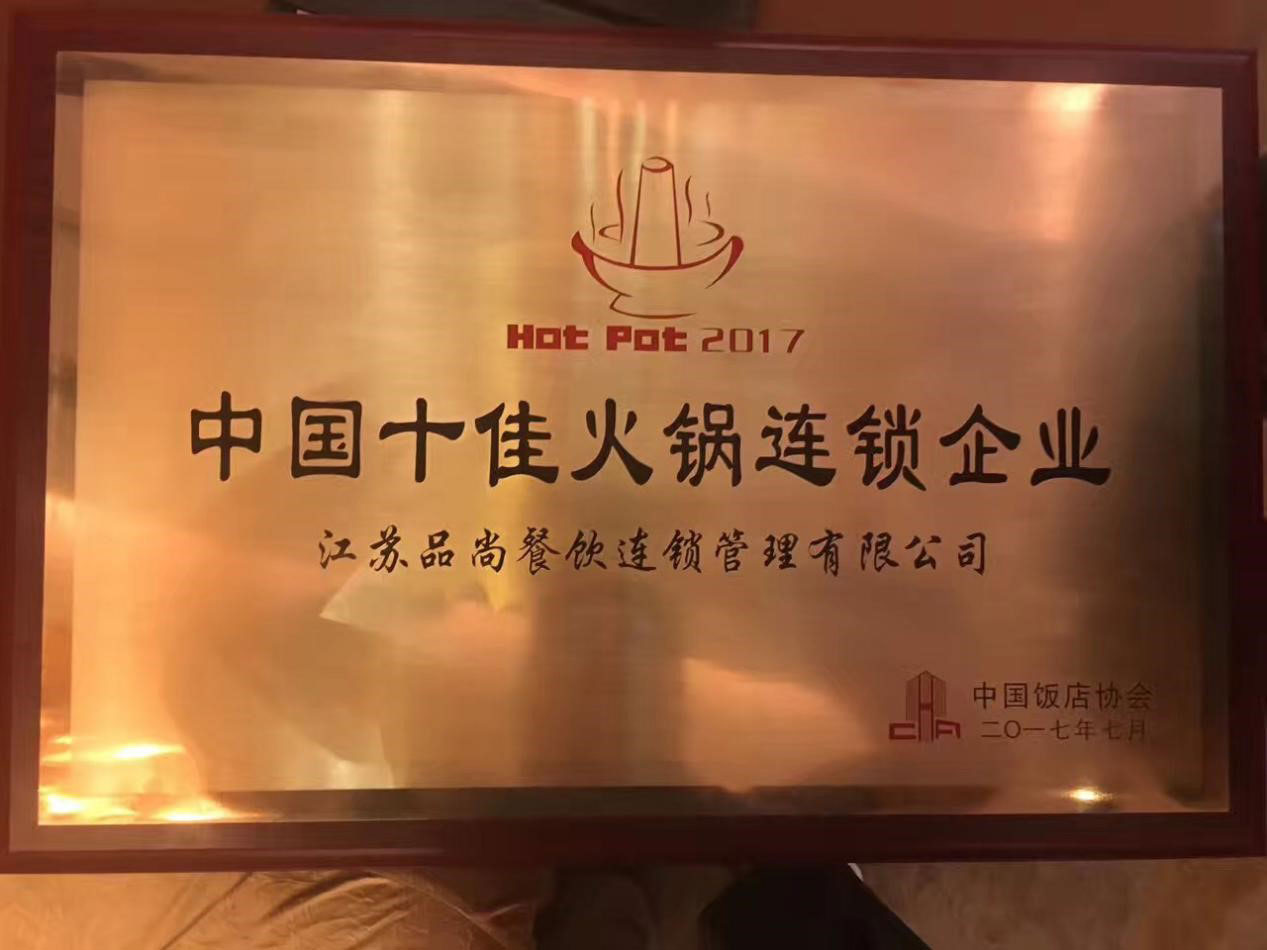 Hot Pot 2017
中国十佳火锅连锁企业
江苏品尚餐饮连锁管理有限公司
CHA
中国饭店协会
二〇一七年七月